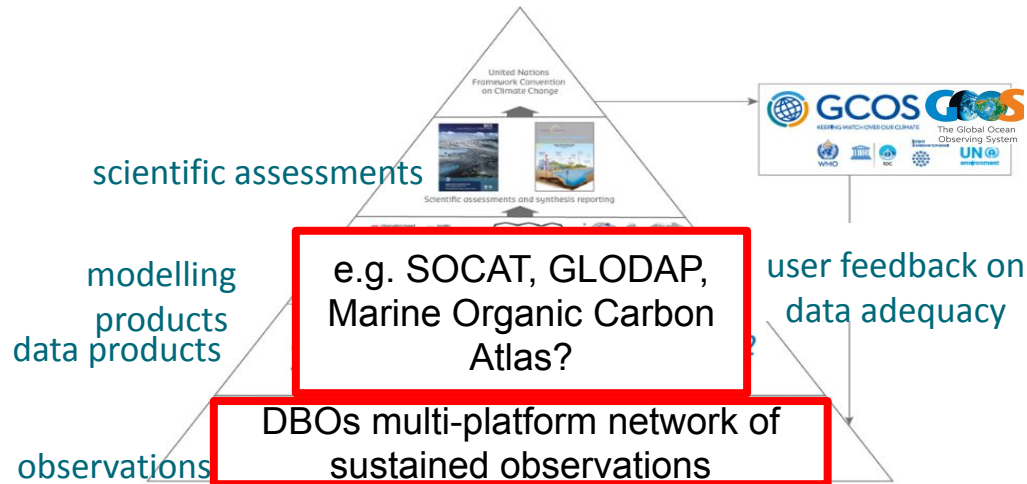 United Nations
Framework Convention
on Climate Change
GCOS
KEEPING WATCH OVER OUR CLIMATE
GOOS
The Global Ocean
Observing System
WMO
UN
environment
scientific assessments
Scientific assessments and synthesis reporting
modelling
products
data products
e.g. SOCAT, GLODAP,
Marine Organic Carbon
Atlas?
?
user feedback on
data adequacy
observations
DBOs multi-platform network of
sustained observations